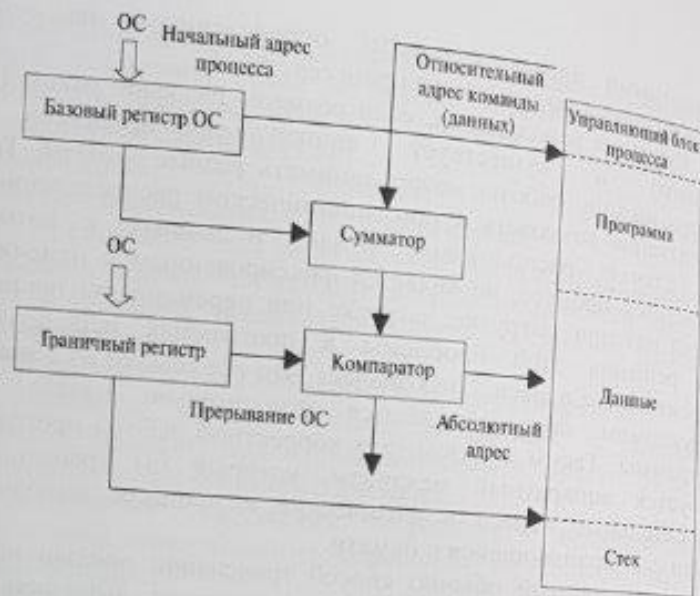 ОС
Начальный адрес
процесса
Базовый регистр ОС
Относительный
адрес команды
(данных)
Управляющий блок
процесса
Программа
Сумматор
ОС
Граничный регистр
Компаратор
Данные
Прерывание ОС
Абсолютный
адрес
Стек